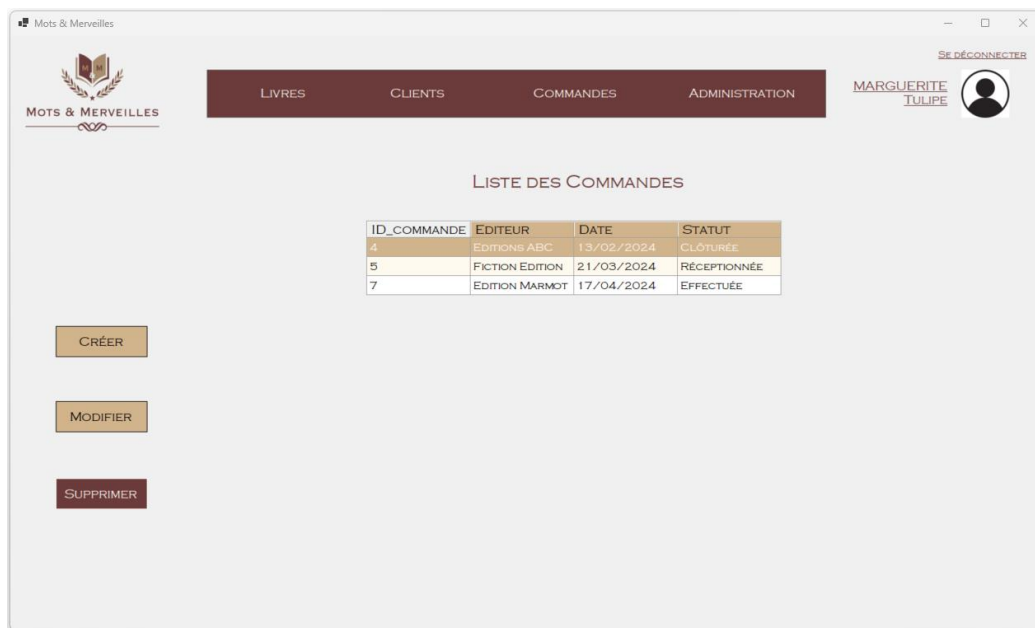 Mots & Merveilles
Se déconnecter
M M
Mots & Merveilles
Livres Clients Commandes Administration
MARGUERITE
Tulipe
Liste des Commandes
ID_commande Editeur Date Statut
4 Editions ABC 13/02/2024 Clôturée
5 Fiction Edition 21/03/2024 Réceptionnée
7 Edition Marmot 17/04/2024 Effectuée
Créer
Modifier
Supprimer